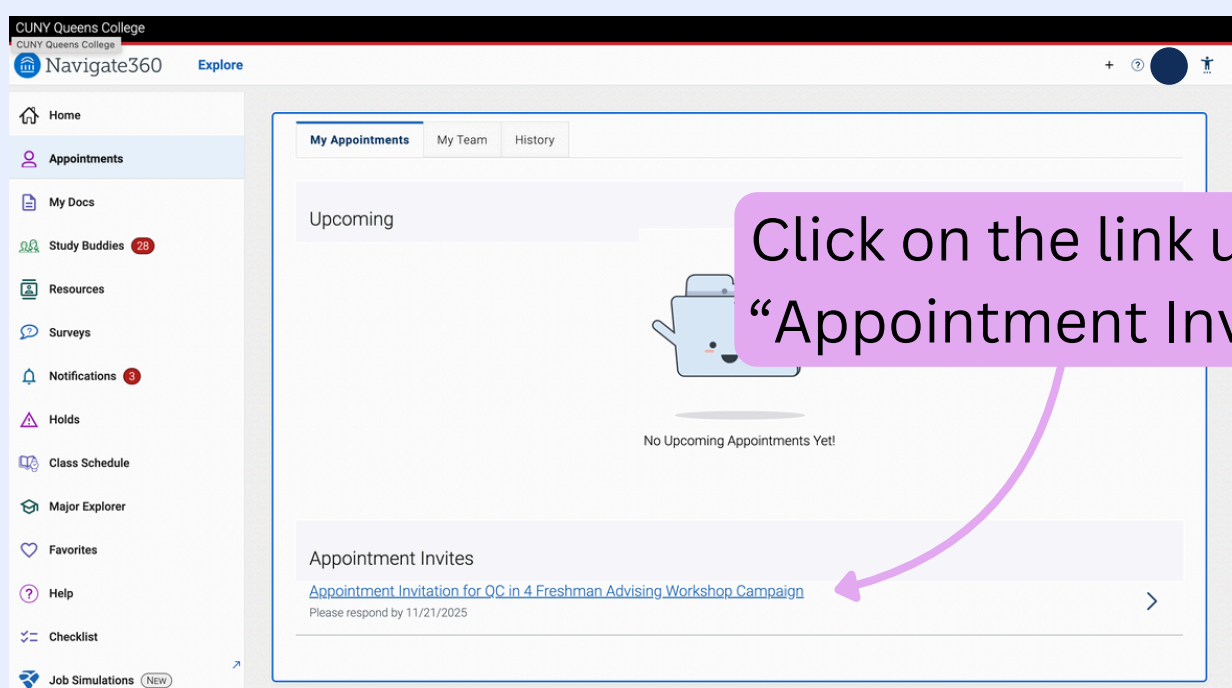 CUNY Queens College
CUNY Queens College
Navigate360 Explore
+ ?
Home
Appointments
My Docs
Study Buddies 28
Resources
Surveys
Notifications 3
Holds
Class Schedule
Major Explorer
Favorites
Help
Checklist
Job Simulations NEW
My Appointments My Team History
Upcoming
Click on the link u
“Appointment Inv
No Upcoming Appointments Yet!
Appointment Invites
Appointment Invitation for QC in 4 Freshman Advising Workshop Campaign
Please respond by 11/21/2025